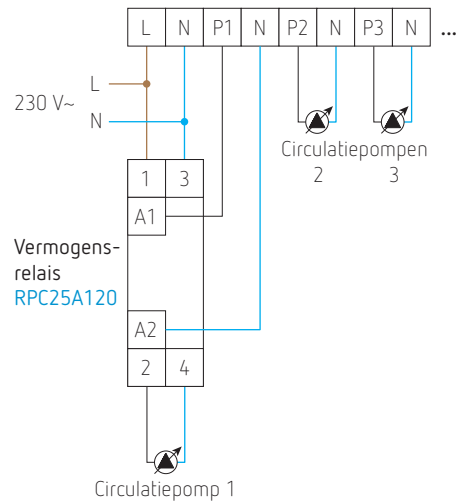 L N P1 N P2 N P3 N ...
L
230 V~
N
Circulatiepompen
2 3
1 3
A1
Vermogens-
relais
RPC25A120
A2
2 4
Circulatiepomp 1